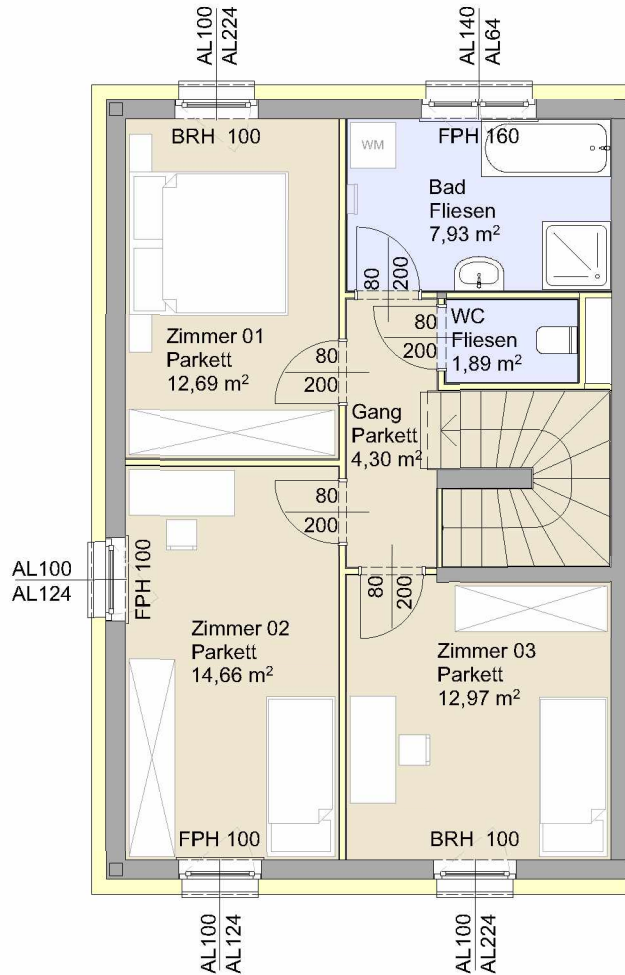 AL100
AL224
AL140
AL64
BRH 100
FPH 160
WM
Bad
Fliesen
7,93 m²
80
200
80
200
WC
Fliesen
1,89 m²
Zimmer 01
Parkett
12,69 m²
80
200
Gang
Parkett
4,30 m²
80
200
AL100
AL124
FPH 100
80
200
Zimmer 02
Parkett
14,66 m²
Zimmer 03
Parkett
12,97 m²
FPH 100
BRH 100
AL100
AL124
AL100
AL224